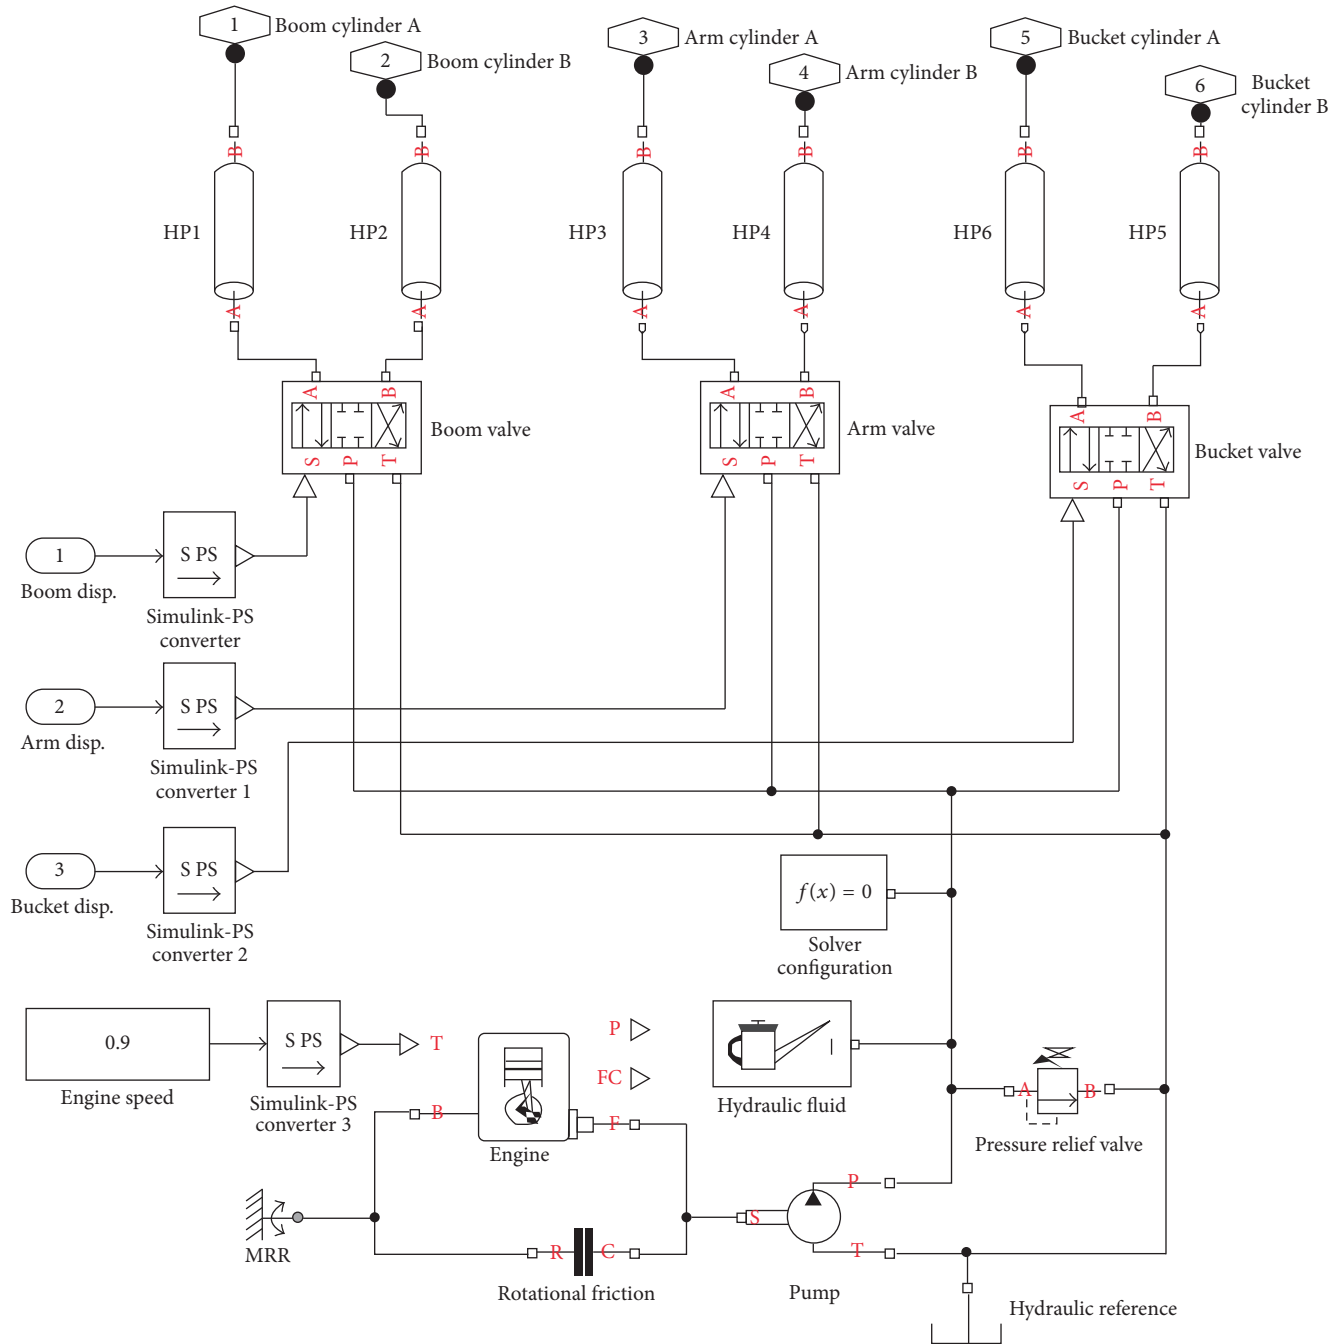 1 Boom cylinder A
2 Boom cylinder B
3 Arm cylinder A
4 Arm cylinder B
5 Bucket cylinder A
6 Bucket
cylinder B
B B B B B B
HP1 HP2 HP3 HP4 HP6 HP5
A A A A A A
A B
S P T
Boom valve
A B
S P T
Arm valve
A B
S P T
Bucket valve
1
Boom disp.
S PS
Simulink-PS
converter
2
Arm disp.
S PS
Simulink-PS
converter 1
3
Bucket disp.
S PS
Simulink-PS
converter 2
f(x) = 0
Solver
configuration
0.9
Engine speed
S PS
Simulink-PS
converter 3
T
P
FC
B
F
Engine
Hydraulic fluid
A B
Pressure relief valve
MRR
R C
Rotational friction
S
P
T
Pump
Hydraulic reference